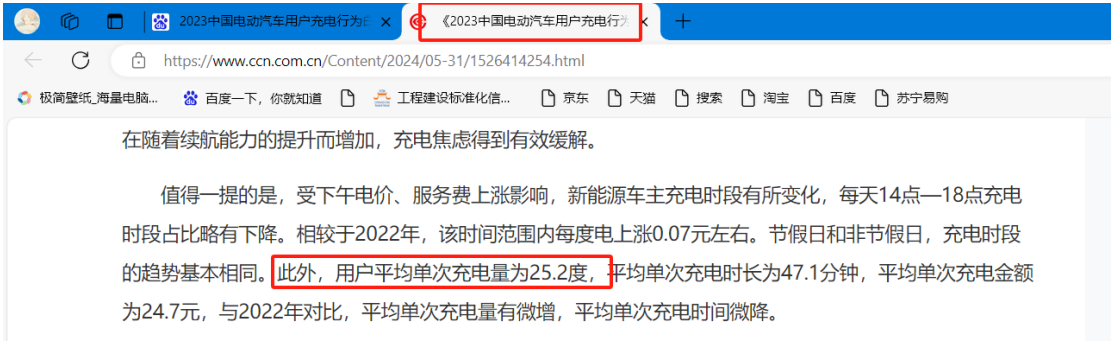 2023中国电动汽车用户充电行为白
《2023中国电动汽车用户充电行为
https://www.ccn.com.cn/Content/2024/05-31/1526414254.html
极简壁纸_海量电脑... 百度一下，你就知道 工程建设标准化信... 京东 天猫 搜索 淘宝 百度 苏宁易购
在随着续航能力的提升而增加，充电焦虑得到有效缓解。
值得一提的是，受下午电价、服务费上涨影响，新能源车主充电时段有所变化，每天14点—18点充电
时段占比略有下降。相较于2022年，该时间范围内每度电上涨0.07元左右。节假日和非节假日，充电时段
的趋势基本相同。此外，用户平均单次充电量为25.2度，平均单次充电时长为47.1分钟，平均单次充电金额
为24.7元，与2022年对比，平均单次充电量有微增，平均单次充电时间微降。